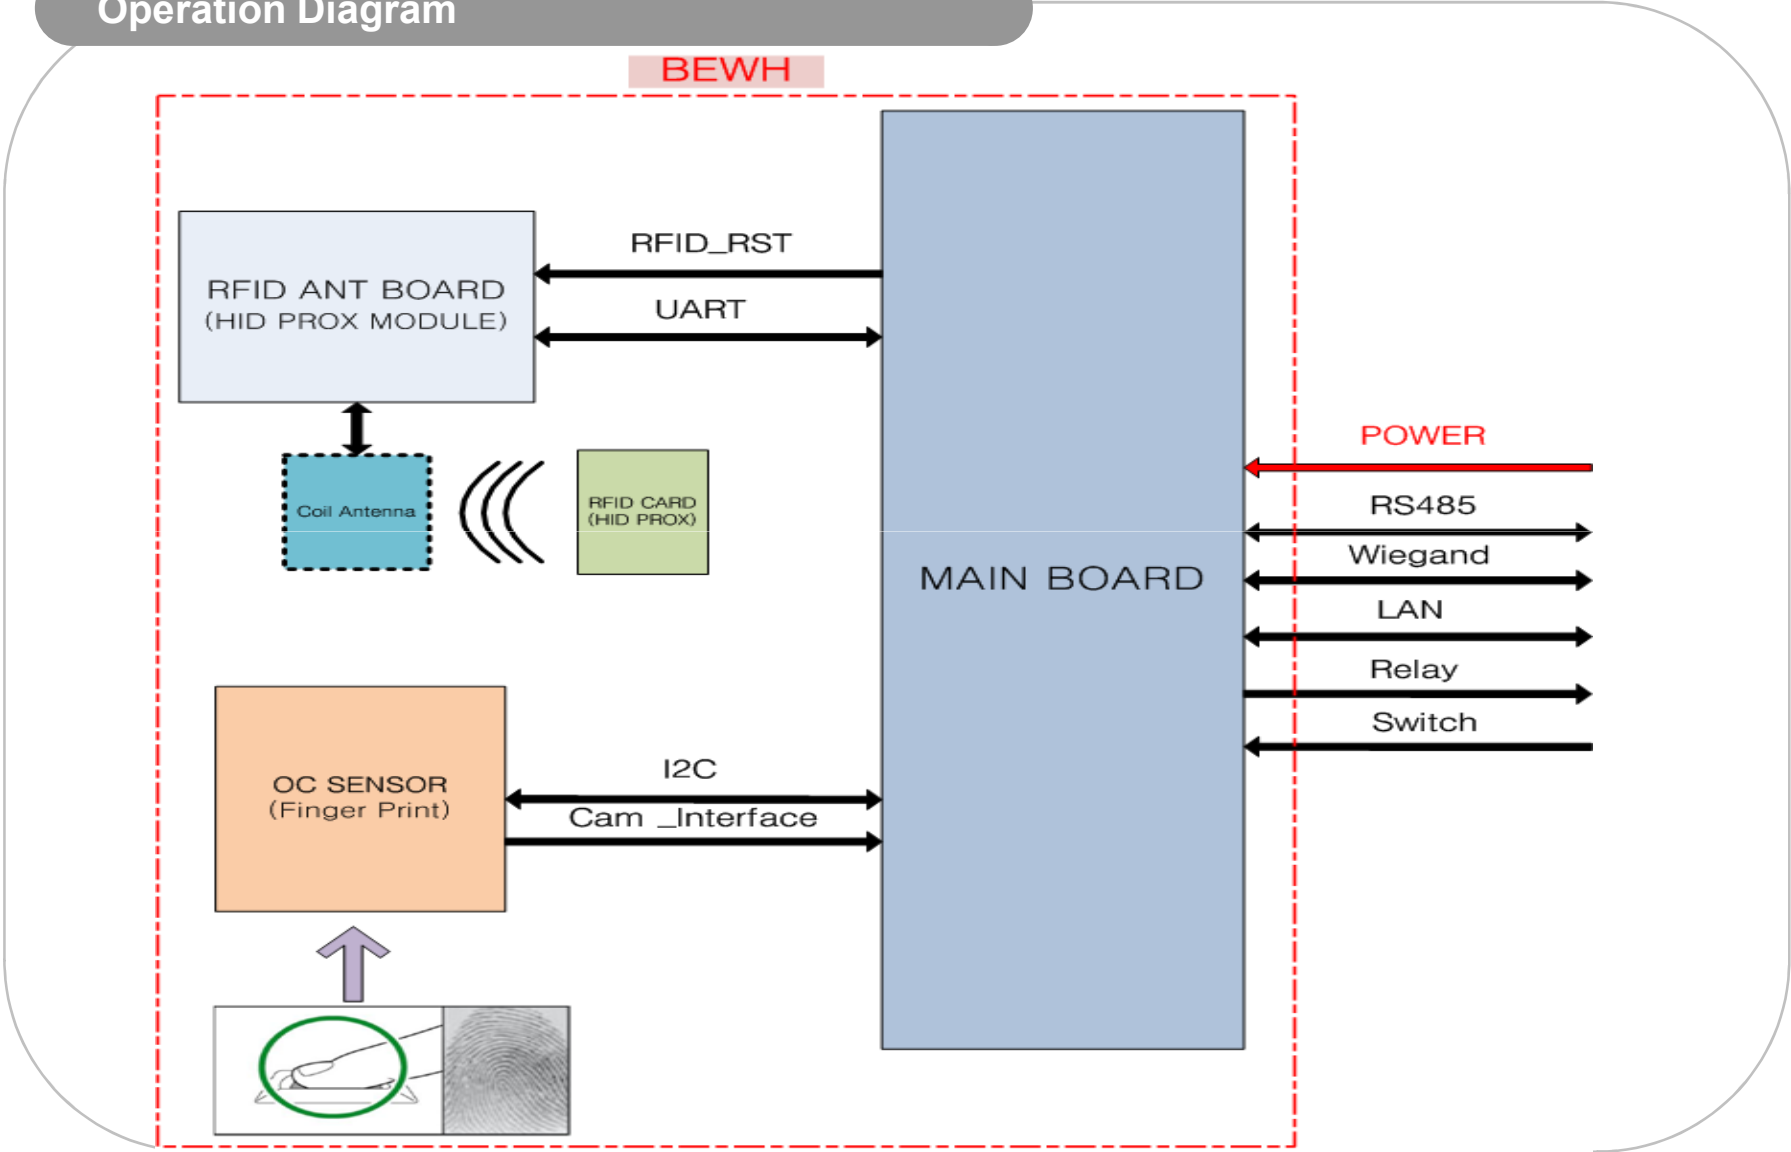 Operation Diagram
BEWH
RFID_RST
RFID ANT BOARD
(HID PROX MODULE)
UART
POWER
Coil Antenna
RFID CARD
(HID PROX)
RS485
Wiegand
MAIN BOARD
LAN
Relay
Switch
OC SENSOR
(Finger Print)
I2C
Cam _Interface